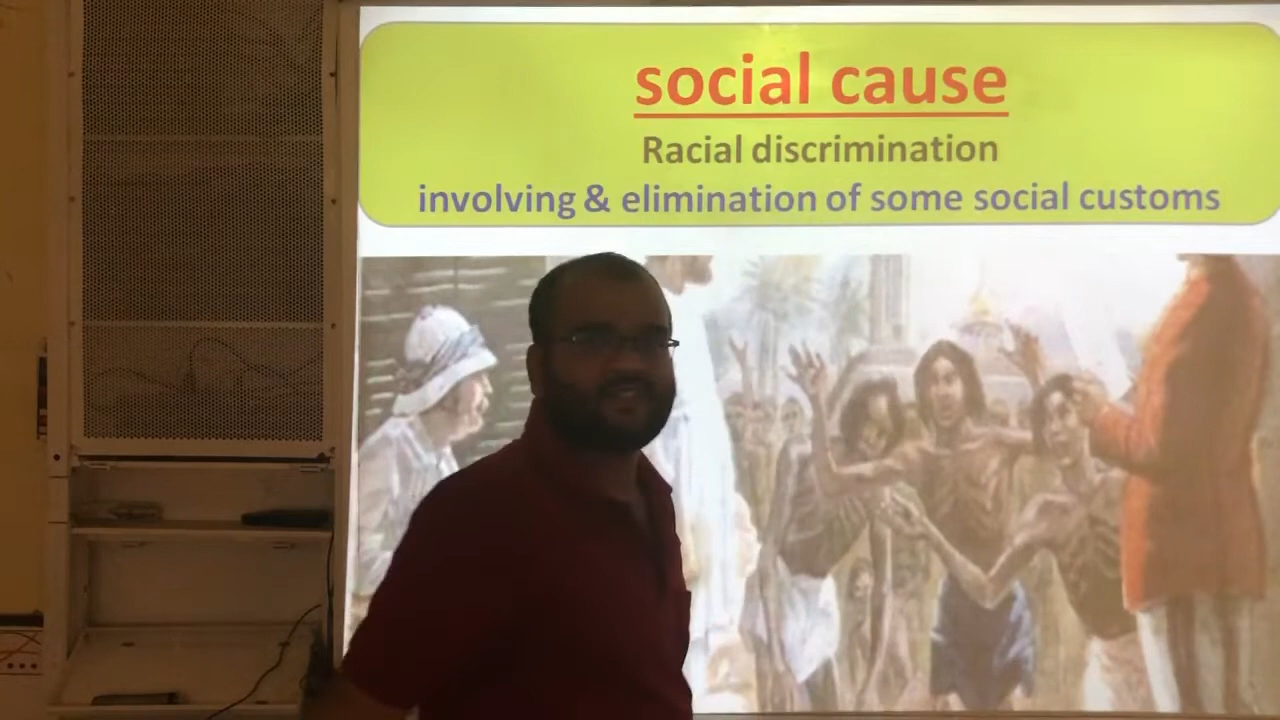 social cause
Racial discrimination
involving & elimination of some social customs